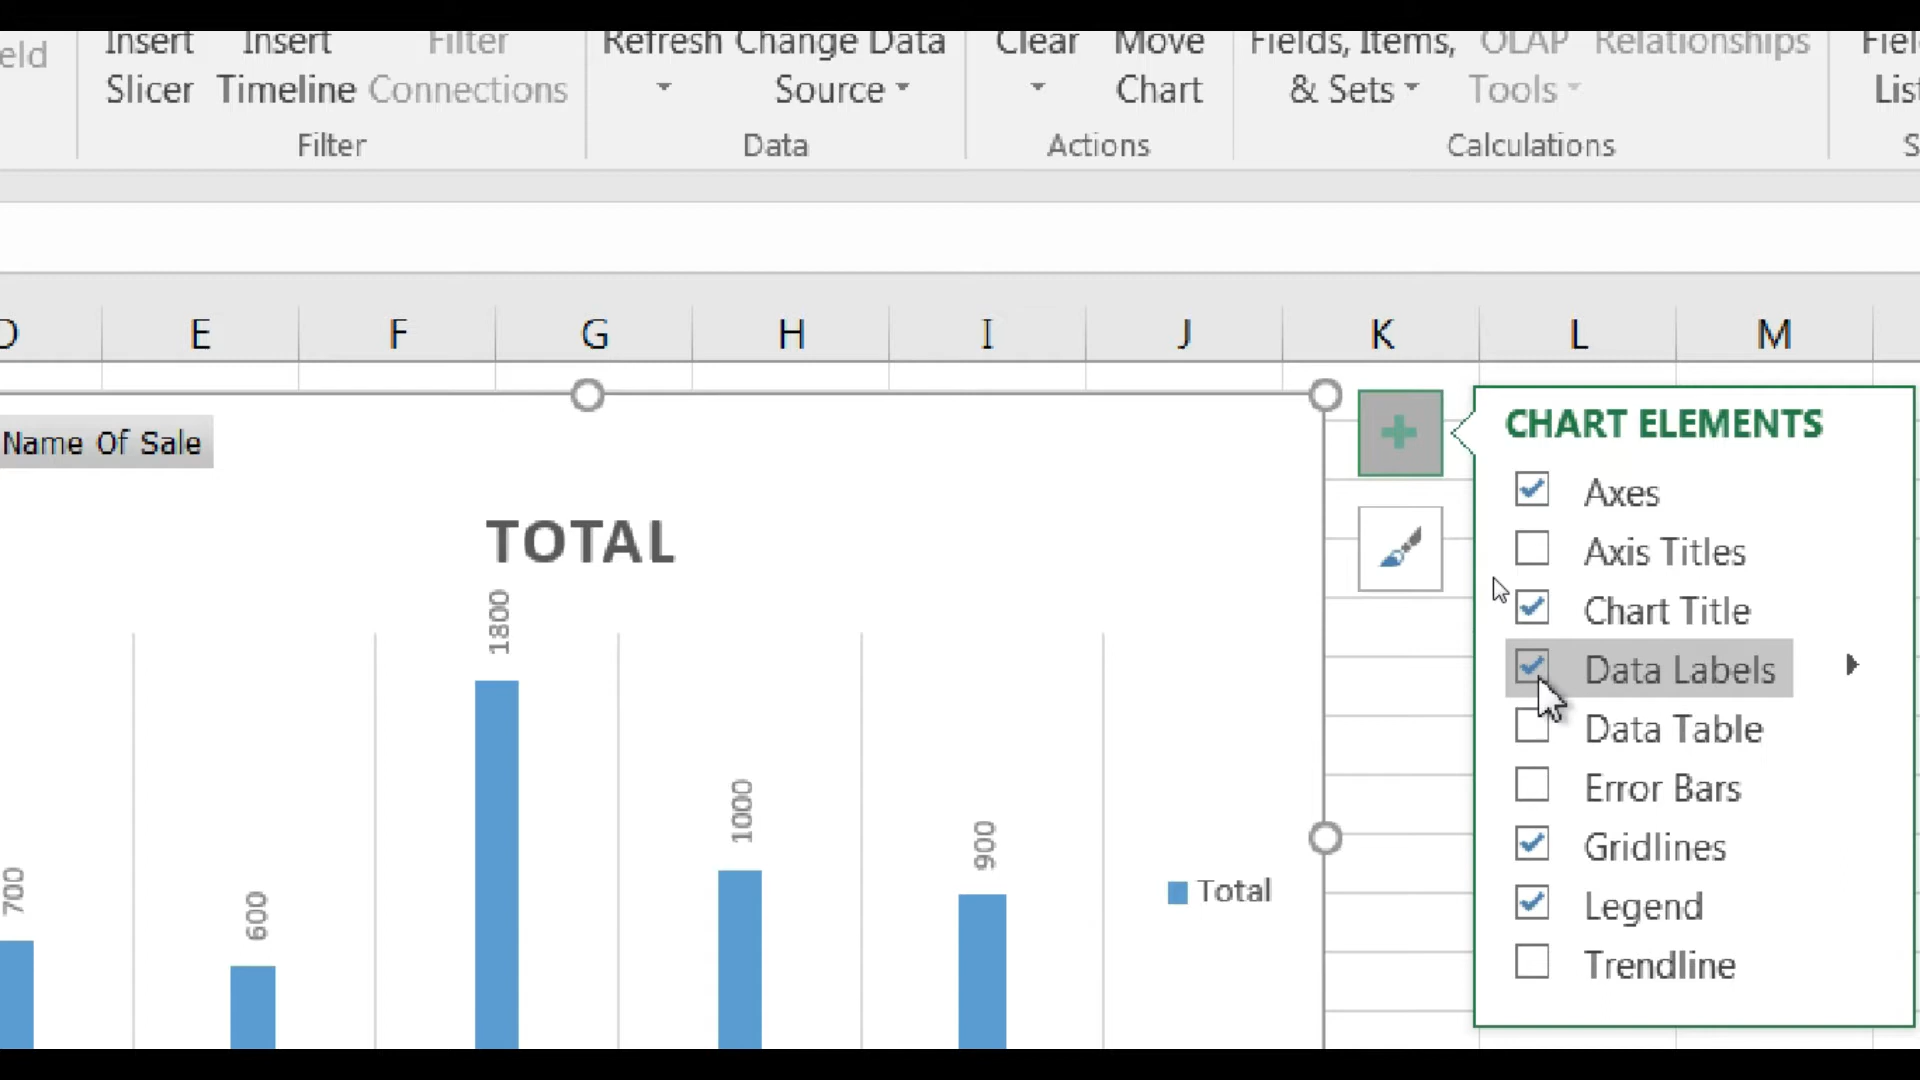 eld
Insert Slicer
Insert Timeline
Filter Connections
Filter
Refresh
Change Data Source
Data
Clear
Move Chart
Actions
Fields, Items, & Sets
OLAP Tools
Relationships
Calculations
Fiel
List
S
D E F G H I J K L M
Name Of Sale
TOTAL
700
600
1800
1000
900
Total
CHART ELEMENTS
Axes
Axis Titles
Chart Title
Data Labels
Data Table
Error Bars
Gridlines
Legend
Trendline